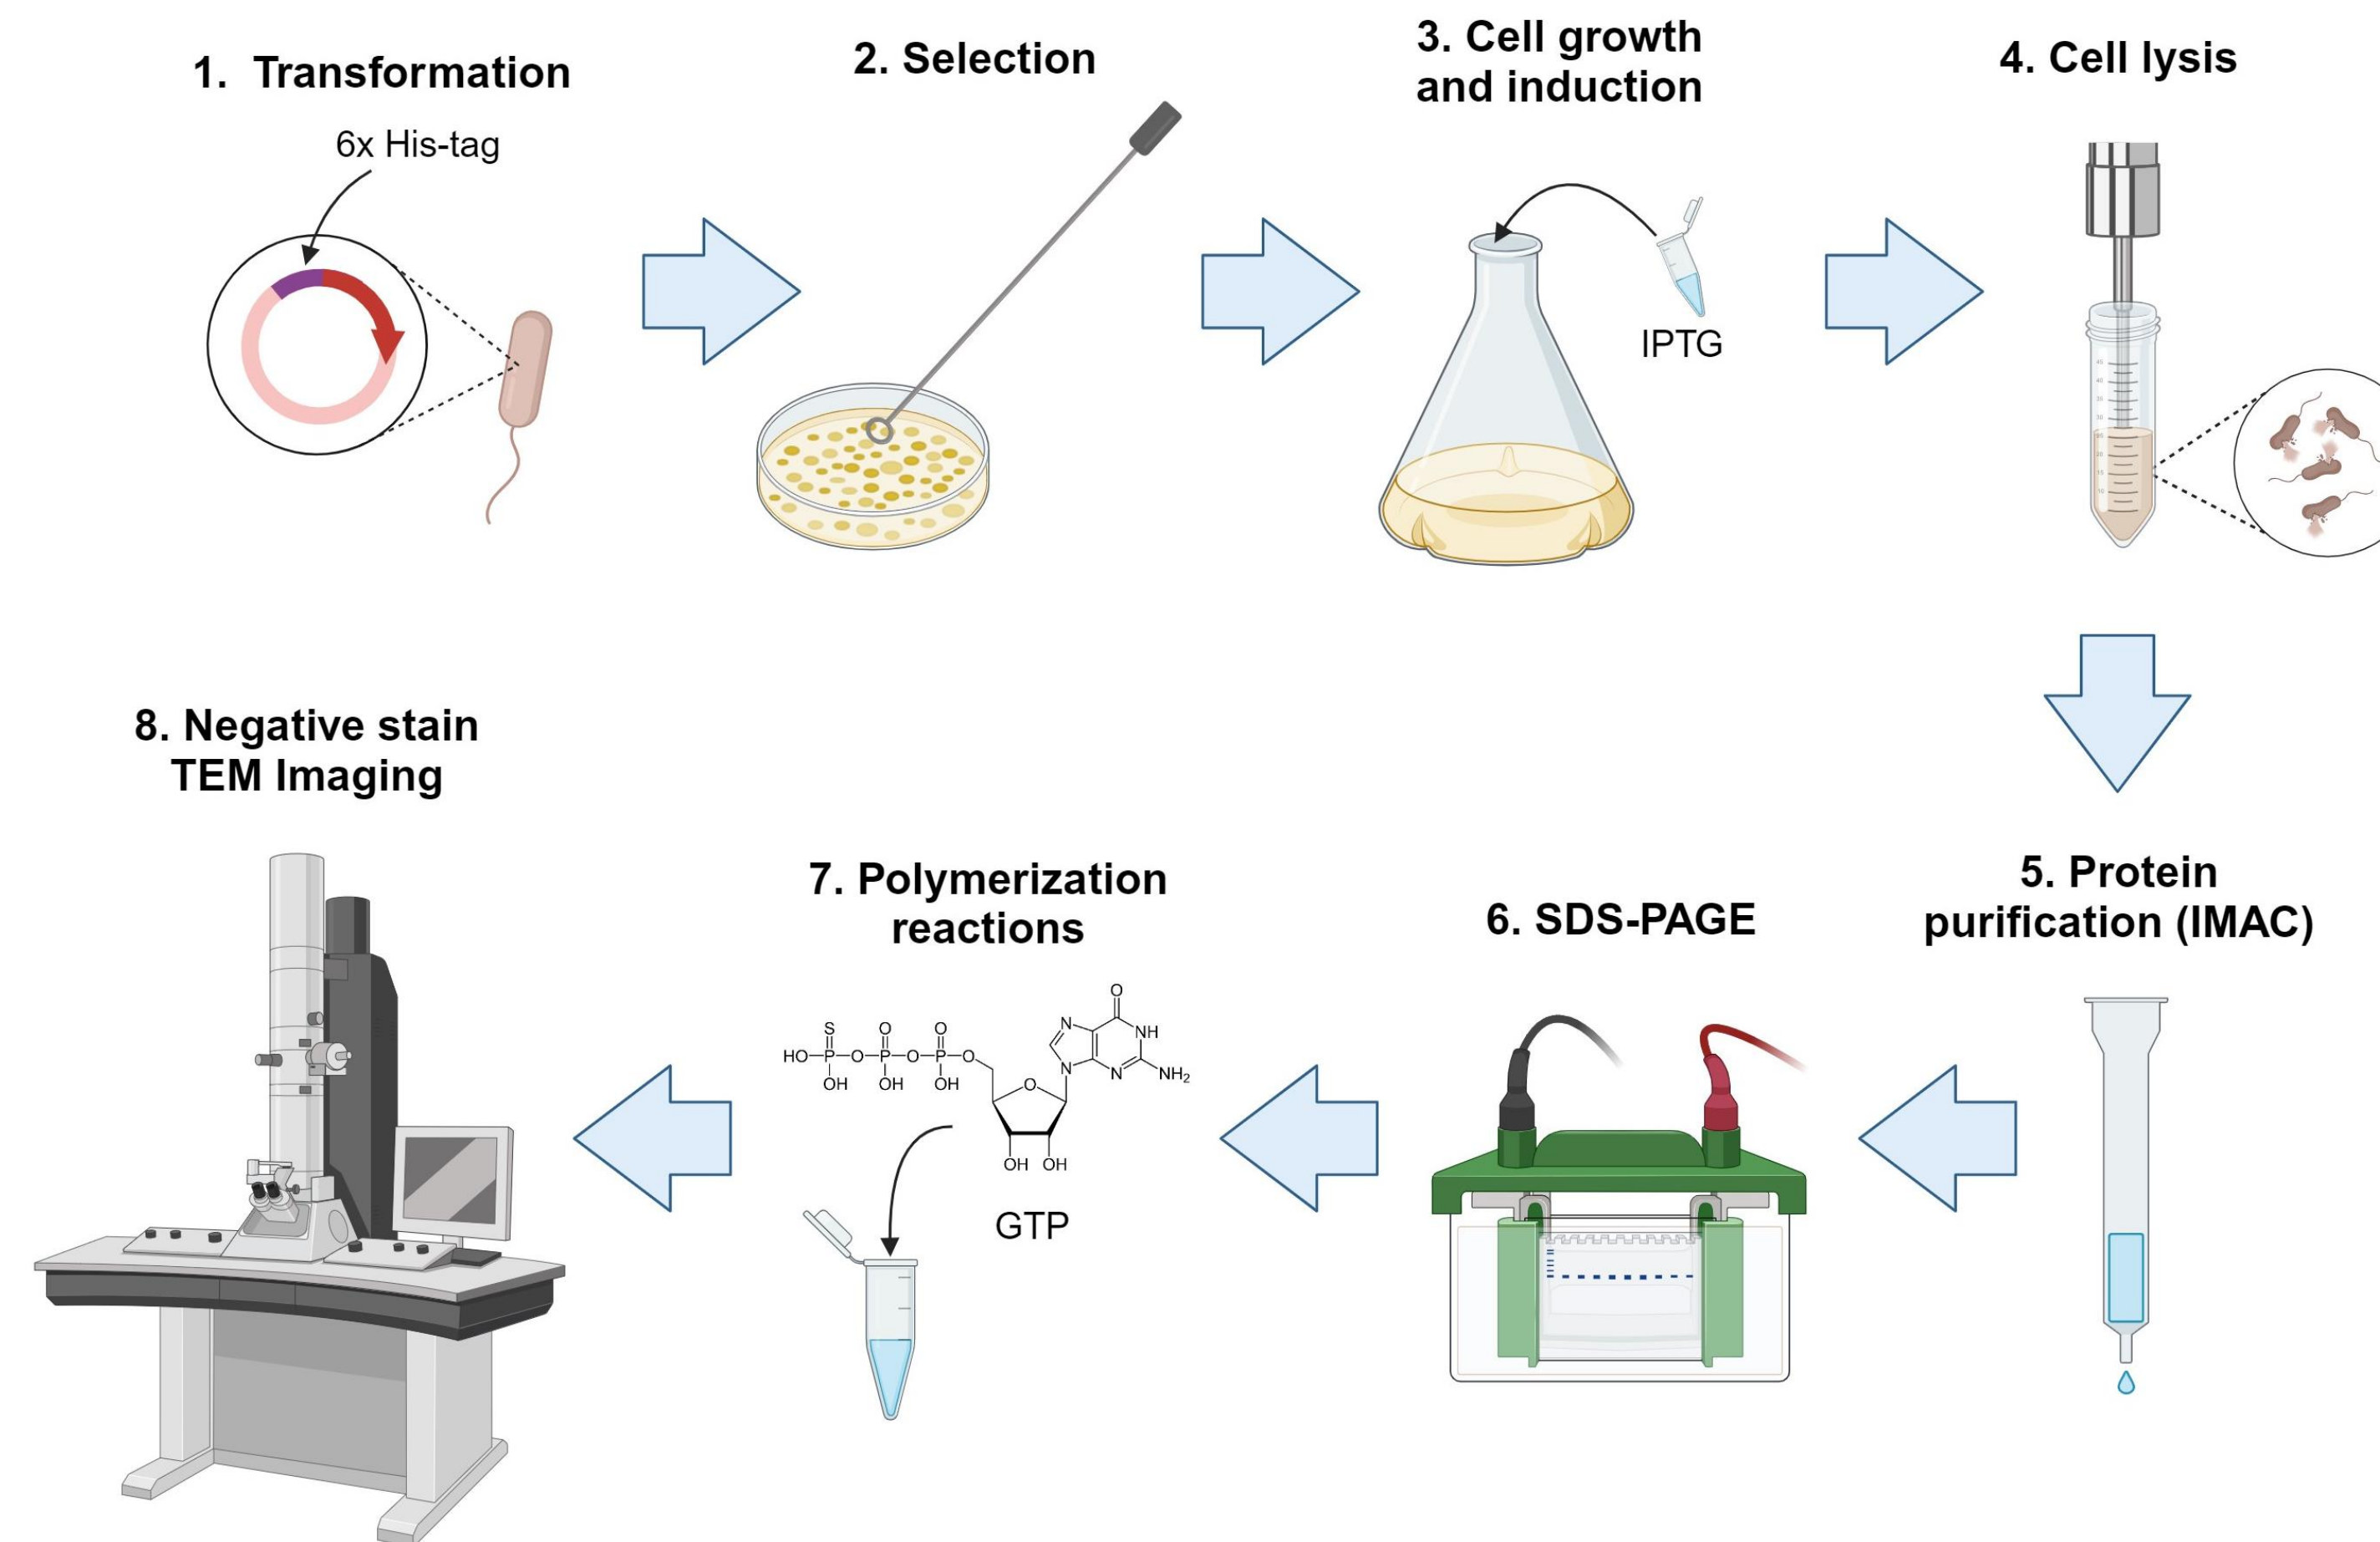 1. Transformation
6x His-tag
2. Selection
3. Cell growth
and induction
IPTG
4. Cell lysis
5. Protein
purification (IMAC)
6. SDS-PAGE
7. Polymerization
reactions
O
S
O
O
N
NH
HO
P
O
P
O
P
O
OH
OH
OH
O
N
N
NH₂
OH
OH
GTP
8. Negative stain
TEM Imaging